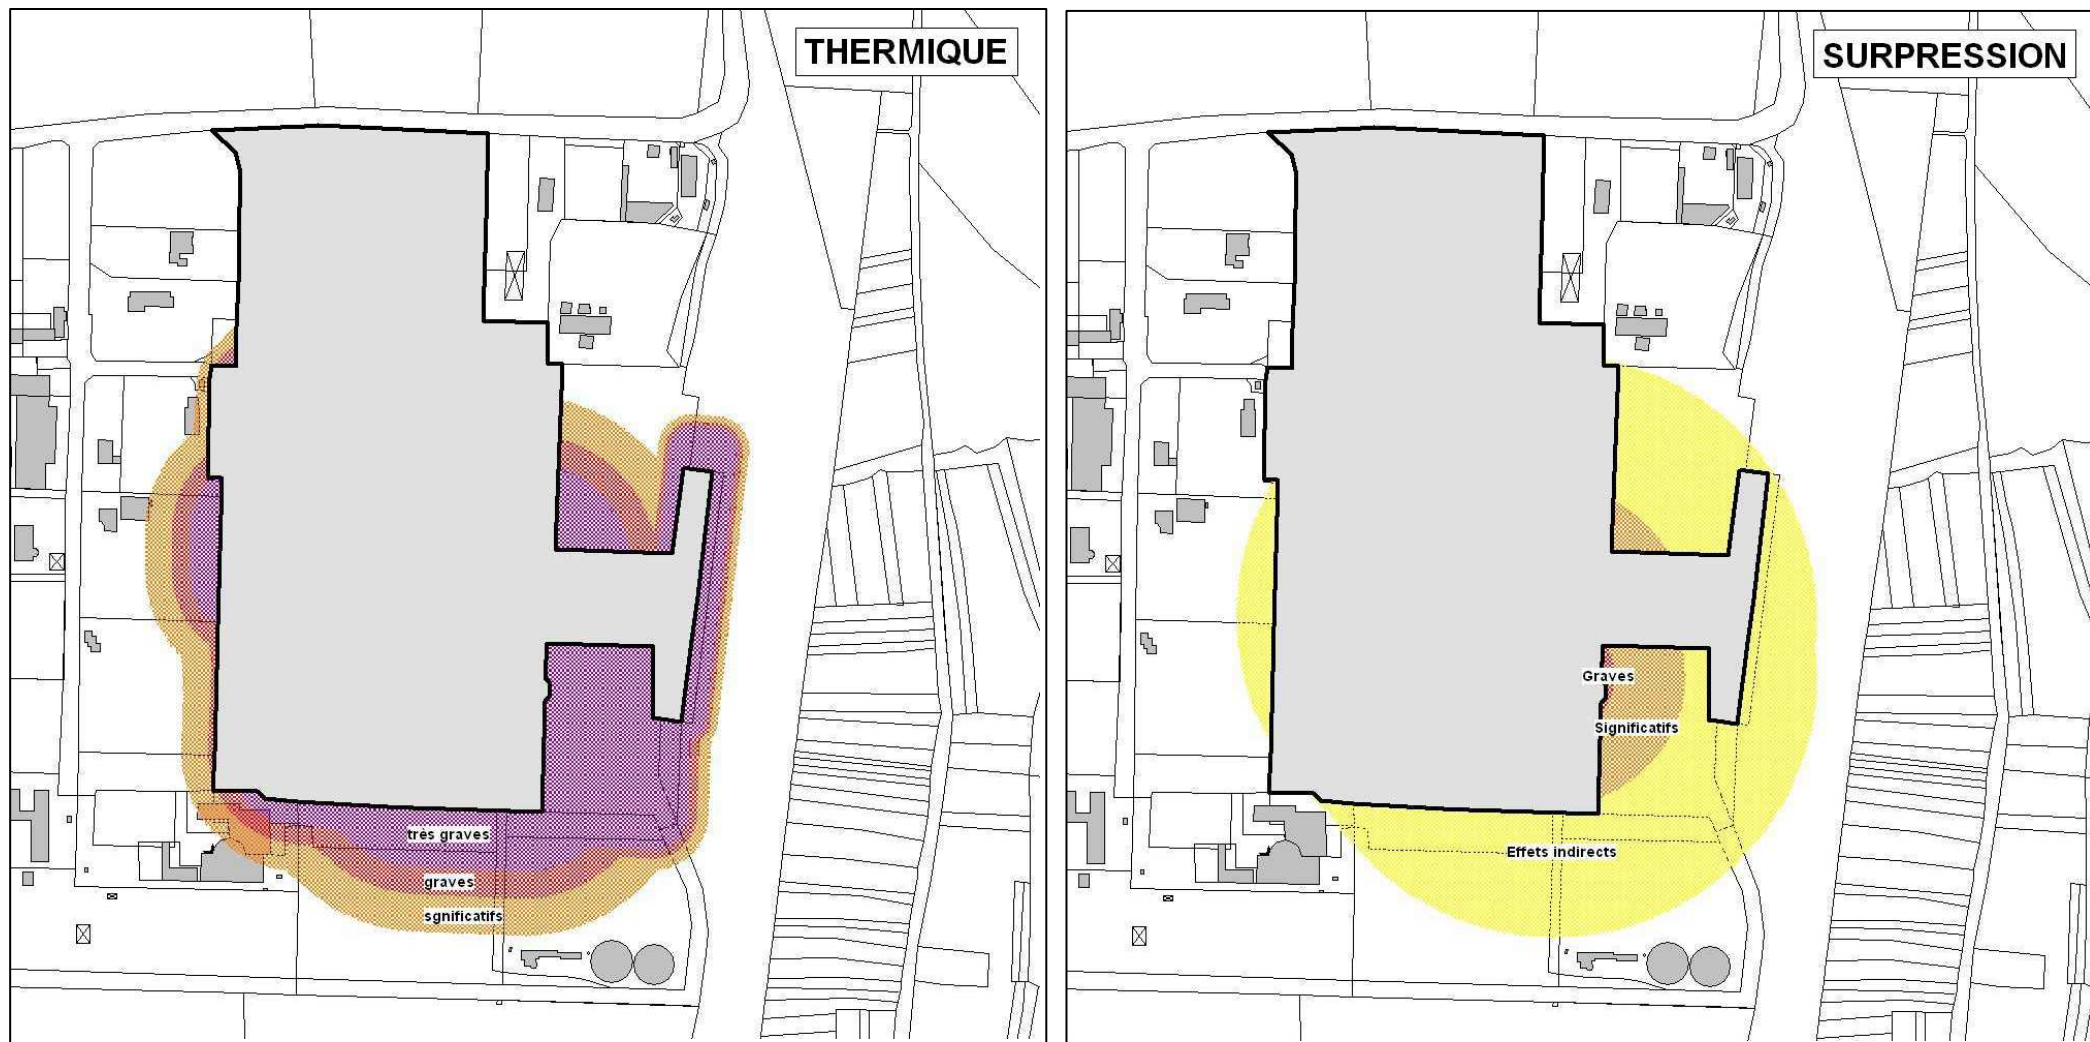 THERMIQUE
très graves
graves
sgnificatifs
SURPRESSION
Graves
Significatifs
Effets indirects